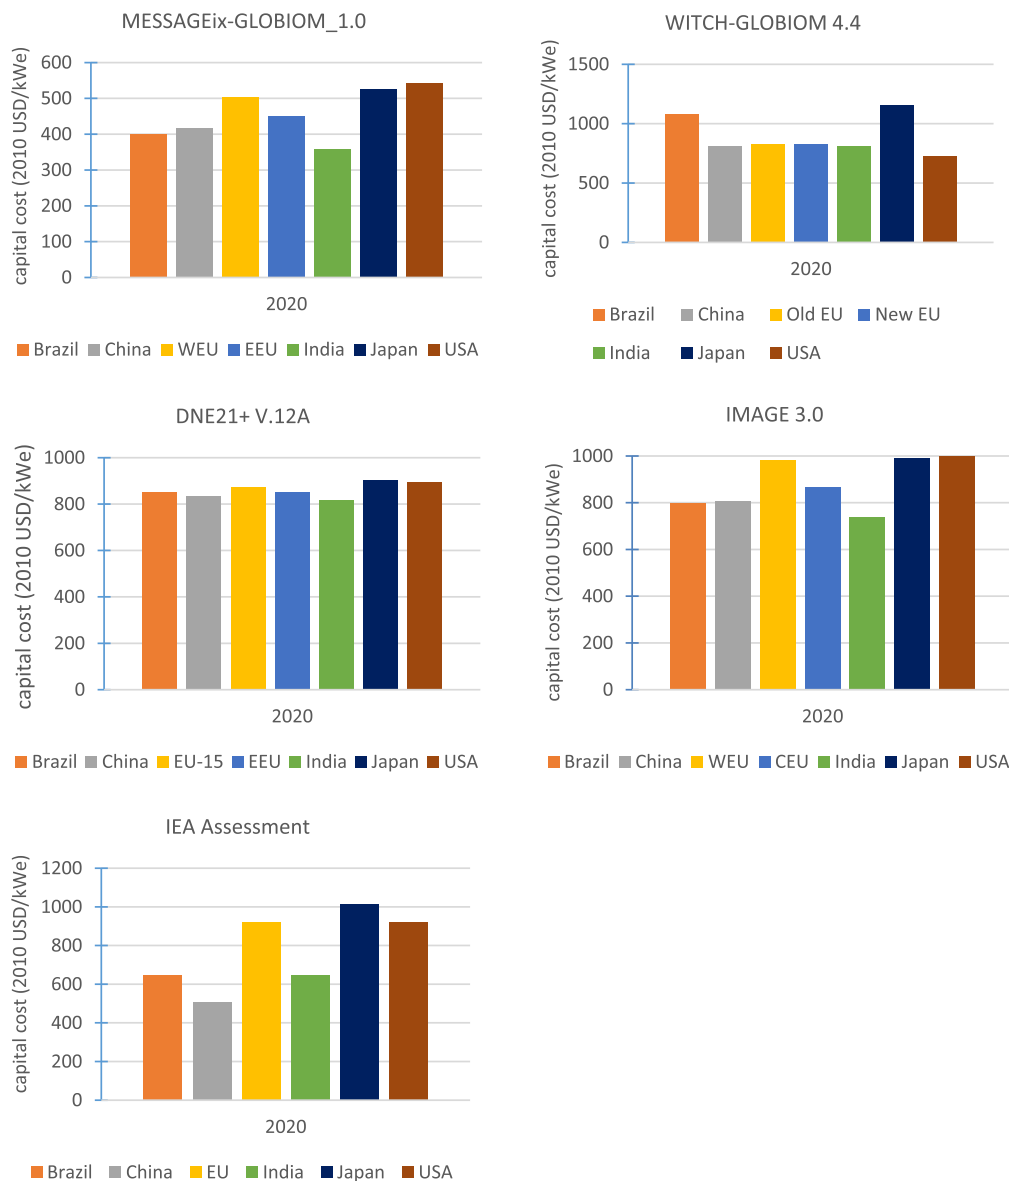 MESSAGEix-GLOBIOM_1.0
capital cost (2010 USD/kWe)
600
500
400
300
200
100
0
2020
Brazil China WEU EEU India Japan USA
WITCH-GLOBIOM 4.4
capital cost (2010 USD/kWe)
1500
1000
500
0
2020
Brazil China Old EU New EU
India Japan USA
DNE21+ V.12A
capital cost (2010 USD/kWe)
1000
800
600
400
200
0
2020
Brazil China EU-15 EEU India Japan USA
IMAGE 3.0
capital cost (2010 USD/kWe)
1000
800
600
400
200
0
2020
Brazil China WEU CEU India Japan USA
IEA Assessment
capital cost (2010 USD/kWe)
1200
1000
800
600
400
200
0
2020
Brazil China EU India Japan USA